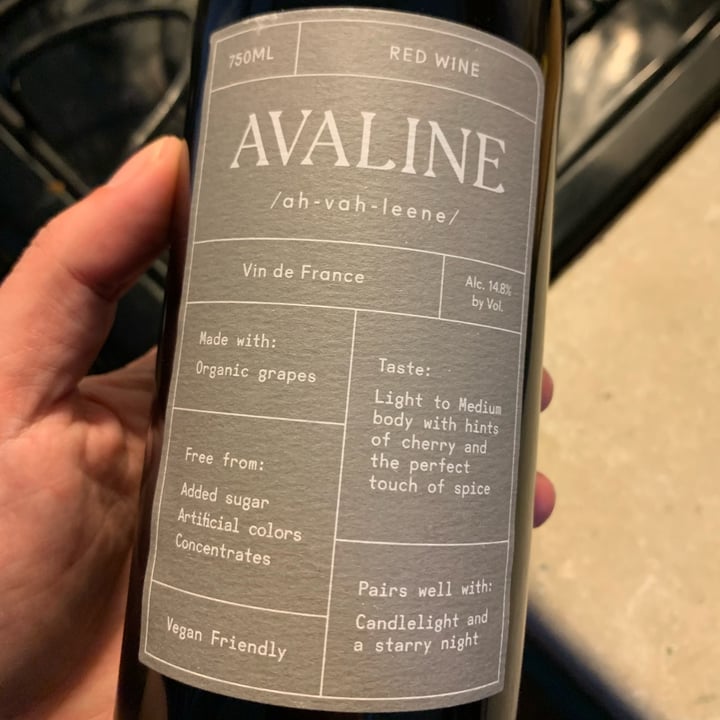 750ML
RED WINE
AVALINE
/ah-vah-leene/
Vin de France
Alc. 14.8%
by Vol.
Made with:
Organic grapes
Free from:
Added sugar
Artificial colors
Concentrates
Vegan Friendly
Taste:
Light to Medium
body with hints
of cherry and
the perfect
touch of spice
Pairs well with:
Candlelight and
a starry night